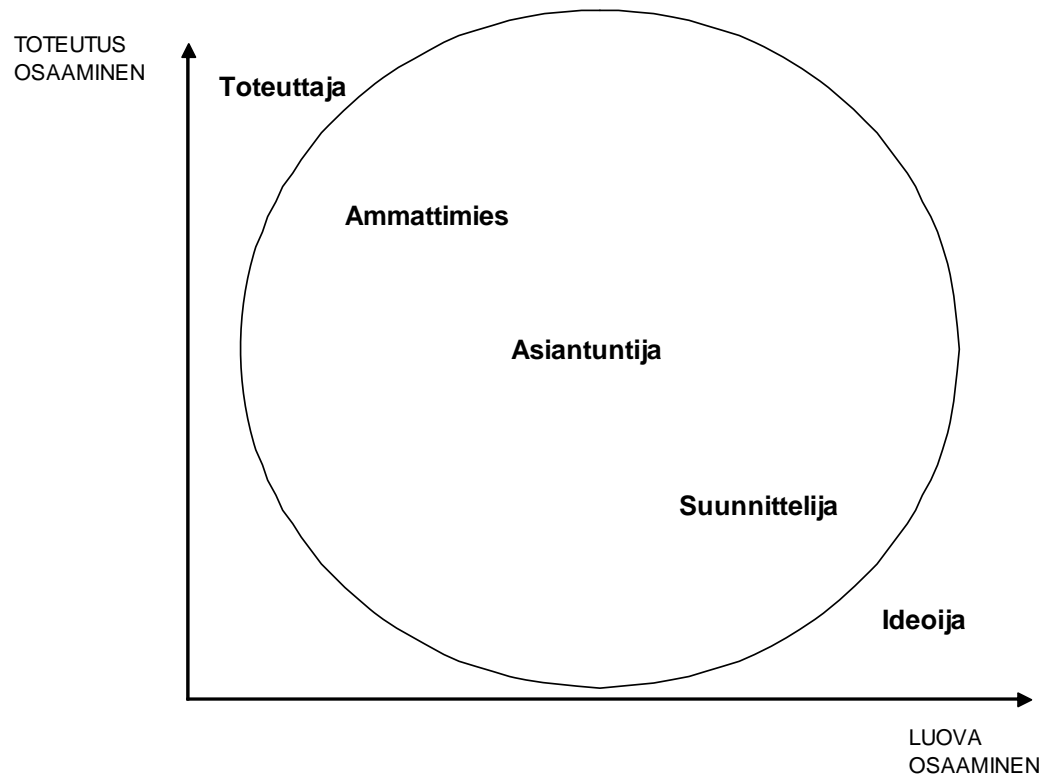 TOTEUTUS
OSAAMINEN
Toteuttaja
Ammattimies
Asiantuntija
Suunnittelija
Ideoija
LUOVA
OSAAMINEN